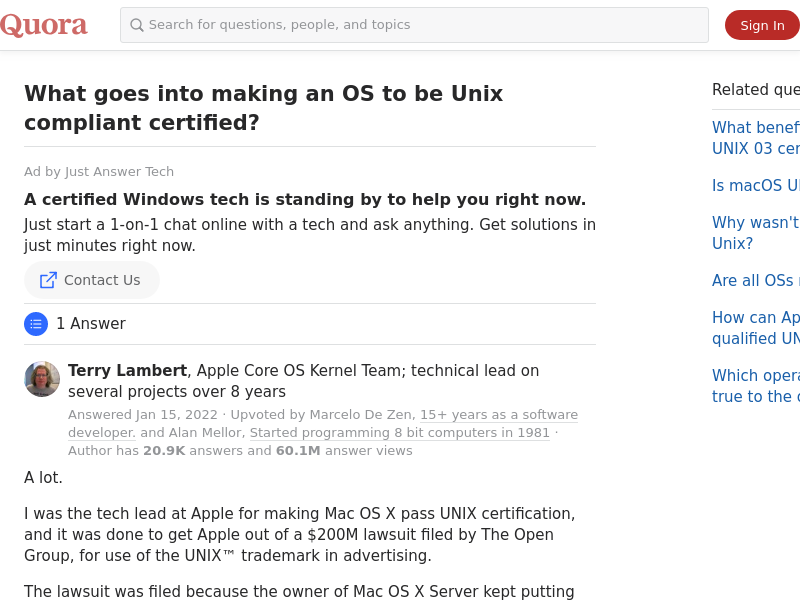 Quora
Search for questions, people, and topics
Sign In
What goes into making an OS to be Unix
compliant certified?
Ad by Just Answer Tech
A certified Windows tech is standing by to help you right now.
Just start a 1-on-1 chat online with a tech and ask anything. Get solutions in
just minutes right now.
Contact Us
1 Answer
Terry Lambert, Apple Core OS Kernel Team; technical lead on
several projects over 8 years
Answered Jan 15, 2022 · Upvoted by Marcelo De Zen, 15+ years as a software
developer. and Alan Mellor, Started programming 8 bit computers in 1981 ·
Author has 20.9K answers and 60.1M answer views
A lot.
I was the tech lead at Apple for making Mac OS X pass UNIX certification,
and it was done to get Apple out of a $200M lawsuit filed by The Open
Group, for use of the UNIX™ trademark in advertising.
The lawsuit was filed because the owner of Mac OS X Server kept putting
Related que
What benef
UNIX 03 cer
Is macOS U
Why wasn't
Unix?
Are all OSs
How can Ap
qualified UN
Which opera
true to the